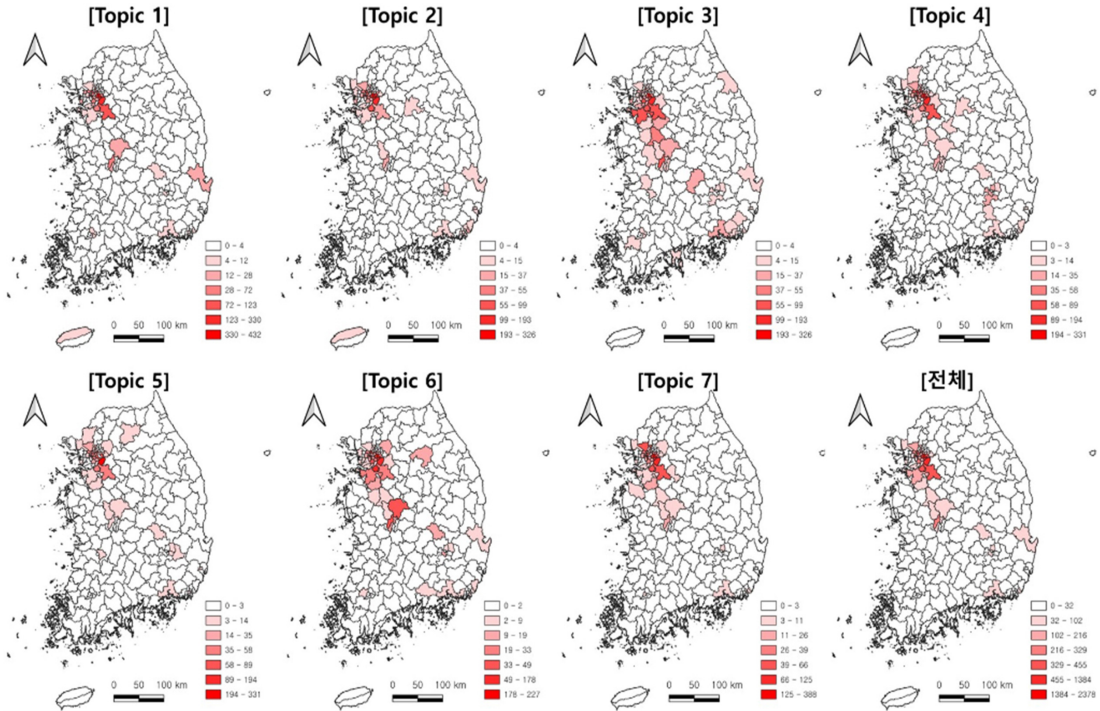 [Topic 1]
[Topic 2]
[Topic 3]
[Topic 4]
0 - 4
4 - 12
12 - 28
28 - 72
72 - 123
123 - 330
330 - 432
0 50 100 km
0 - 4
4 - 15
15 - 37
37 - 55
55 - 99
99 - 193
193 - 326
0 50 100 km
0 - 4
4 - 15
15 - 37
37 - 55
55 - 99
99 - 193
193 - 326
0 50 100 km
0 - 3
3 - 14
14 - 35
35 - 58
58 - 89
89 - 194
194 - 331
0 50 100 km
[Topic 5]
[Topic 6]
[Topic 7]
[전체]
0 - 3
3 - 14
14 - 35
35 - 58
58 - 89
89 - 194
194 - 331
0 50 100 km
0 - 2
2 - 9
9 - 19
19 - 33
33 - 49
49 - 178
178 - 227
0 50 100 km
0 - 3
3 - 11
11 - 26
26 - 39
39 - 66
66 - 125
125 - 388
0 50 100 km
0 - 32
32 - 102
102 - 216
216 - 329
329 - 455
455 - 1384
1384 - 2378
0 50 100 km